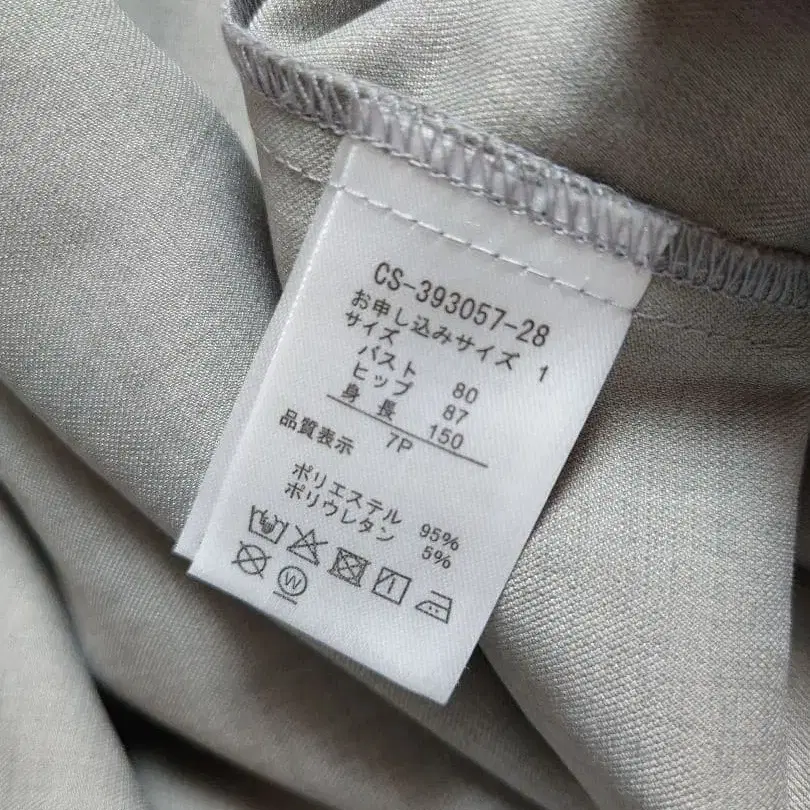 CS-393057-28
お申し込みサイズ 1
サイズ
バスト 80
ヒップ 87
身長 150
7P
品質表示
ポリエステル 95%
ポリウレタン 5%
W